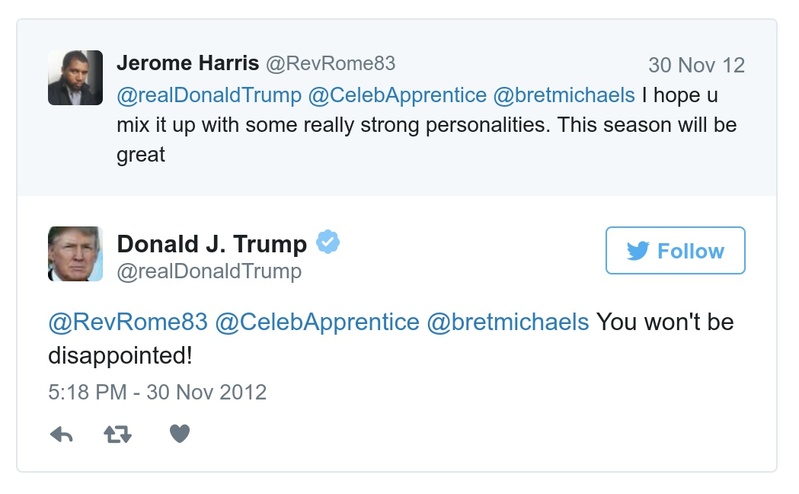 Jerome Harris @RevRome83 30 Nov 12
@realDonaldTrump @CelebApprentice @bretmichaels I hope u
mix it up with some really strong personalities. This season will be
great
Donald J. Trump
@realDonaldTrump
Follow
@RevRome83 @CelebApprentice @bretmichaels You won't be
disappointed!
5:18 PM - 30 Nov 2012